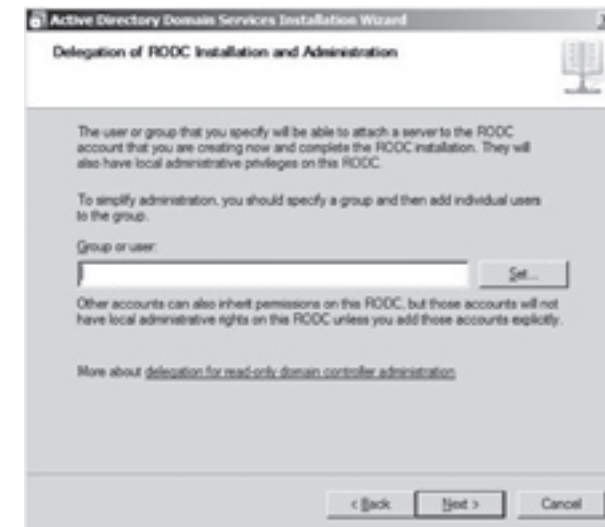 Active Directory Domain Services Installation Wizard
Delegation of RODC Installation and Administration
The user or group that you specify will be able to attach a server to the RODC
account that you are creating now and complete the RODC installation. They will
also have local administrative privileges on this RODC.
To simplify administration, you should specify a group and then add individual users
to the group.
Group or user:
Set...
Other accounts can also inherit permissions on this RODC, but those accounts will not
have local administrative rights on this RODC unless you add those accounts explicitly.
More about delegation for read-only domain controller administration
< Back
Next >
Cancel